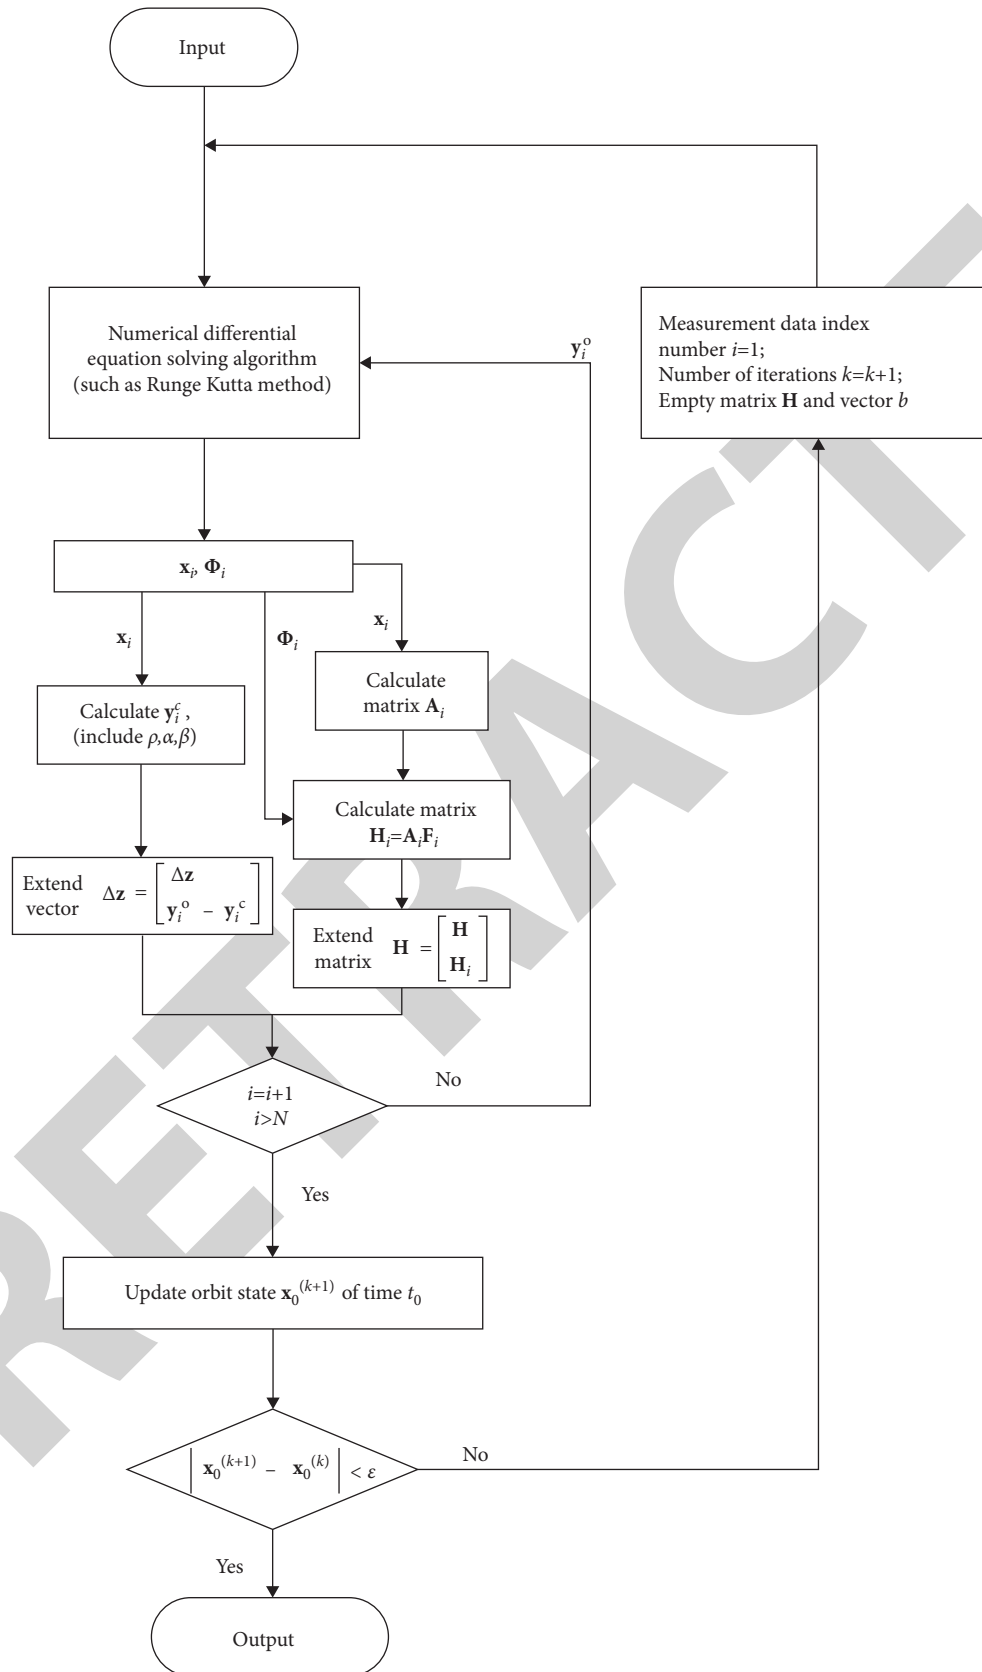 Input
Numerical differential
equation solving algorithm
(such as Runge Kutta method)
y_i^o
Measurement data index
number i=1;
Number of iterations k=k+1;
Empty matrix H and vector b
x_i, Φ_i
x_i
Φ_i
x_i
Calculate
matrix A_i
Calculate y_i^c,
(include ρ,α,β)
Calculate matrix
H_i=A_iF_i
Extend vector Δz = [Δz; y_i^o − y_i^c]
Extend matrix H = [H; H_i]
i=i+1
i>N
No
Yes
Update orbit state x_0^(k+1) of time t_0
| x_0^(k+1) − x_0^(k) | < ε
No
Yes
Output
RETRACT